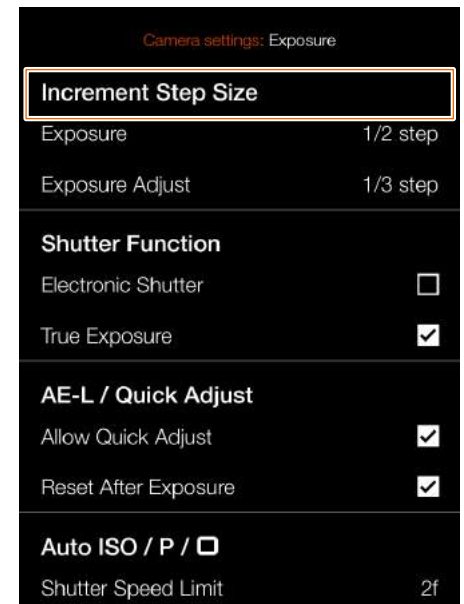 Camera settings: Exposure
Increment Step Size
Exposure 1/2 step
Exposure Adjust 1/3 step
Shutter Function
Electronic Shutter
True Exposure
AE-L / Quick Adjust
Allow Quick Adjust
Reset After Exposure
Auto ISO / P /
Shutter Speed Limit 2f